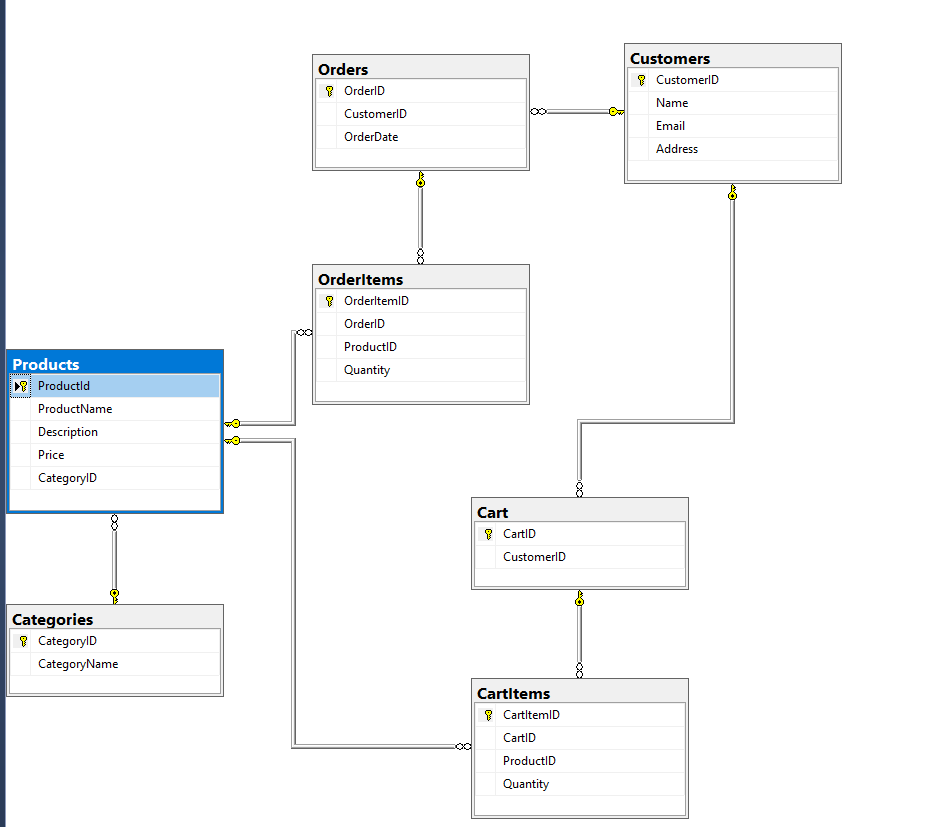 Orders
OrderID
CustomerID
OrderDate
Customers
CustomerID
Name
Email
Address
OrderItems
OrderItemID
OrderID
ProductID
Quantity
Products
ProductId
ProductName
Description
Price
CategoryID
Cart
CartID
CustomerID
Categories
CategoryID
CategoryName
CartItems
CartItemID
CartID
ProductID
Quantity